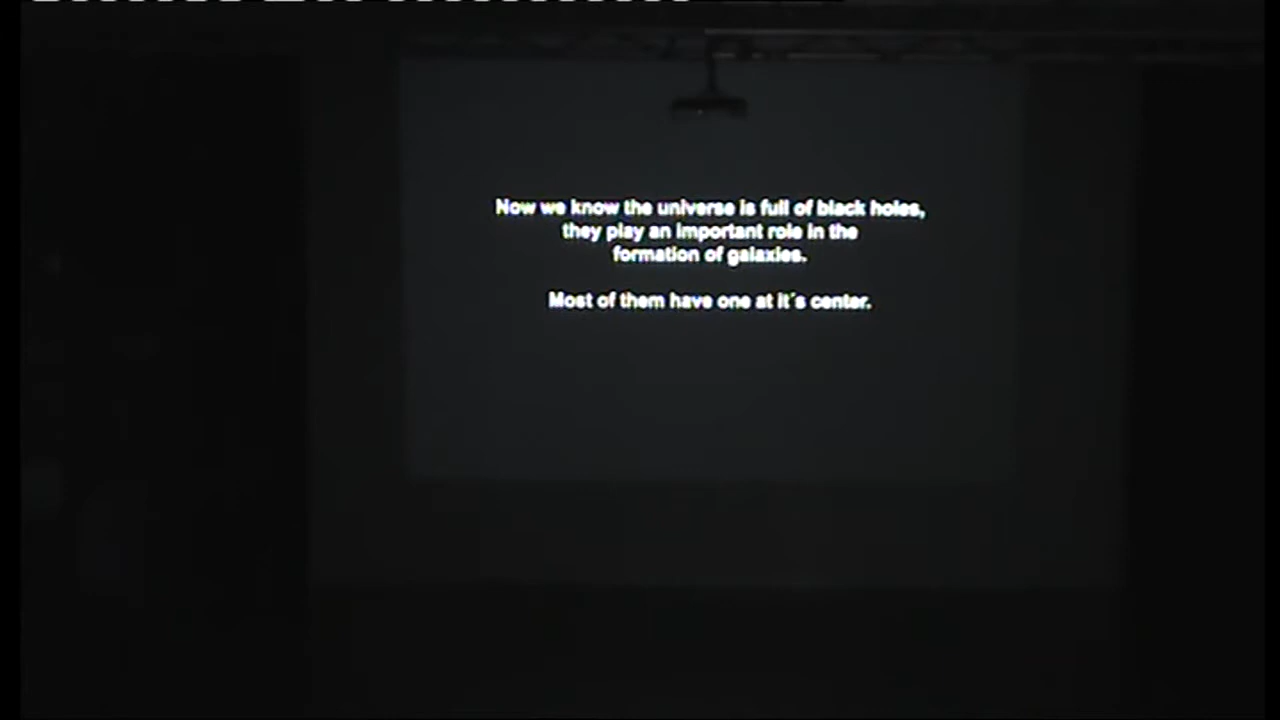 Now we know the universe is full of black holes,
they play an important role in the
formation of galaxies.
Most of them have one at it´s center.